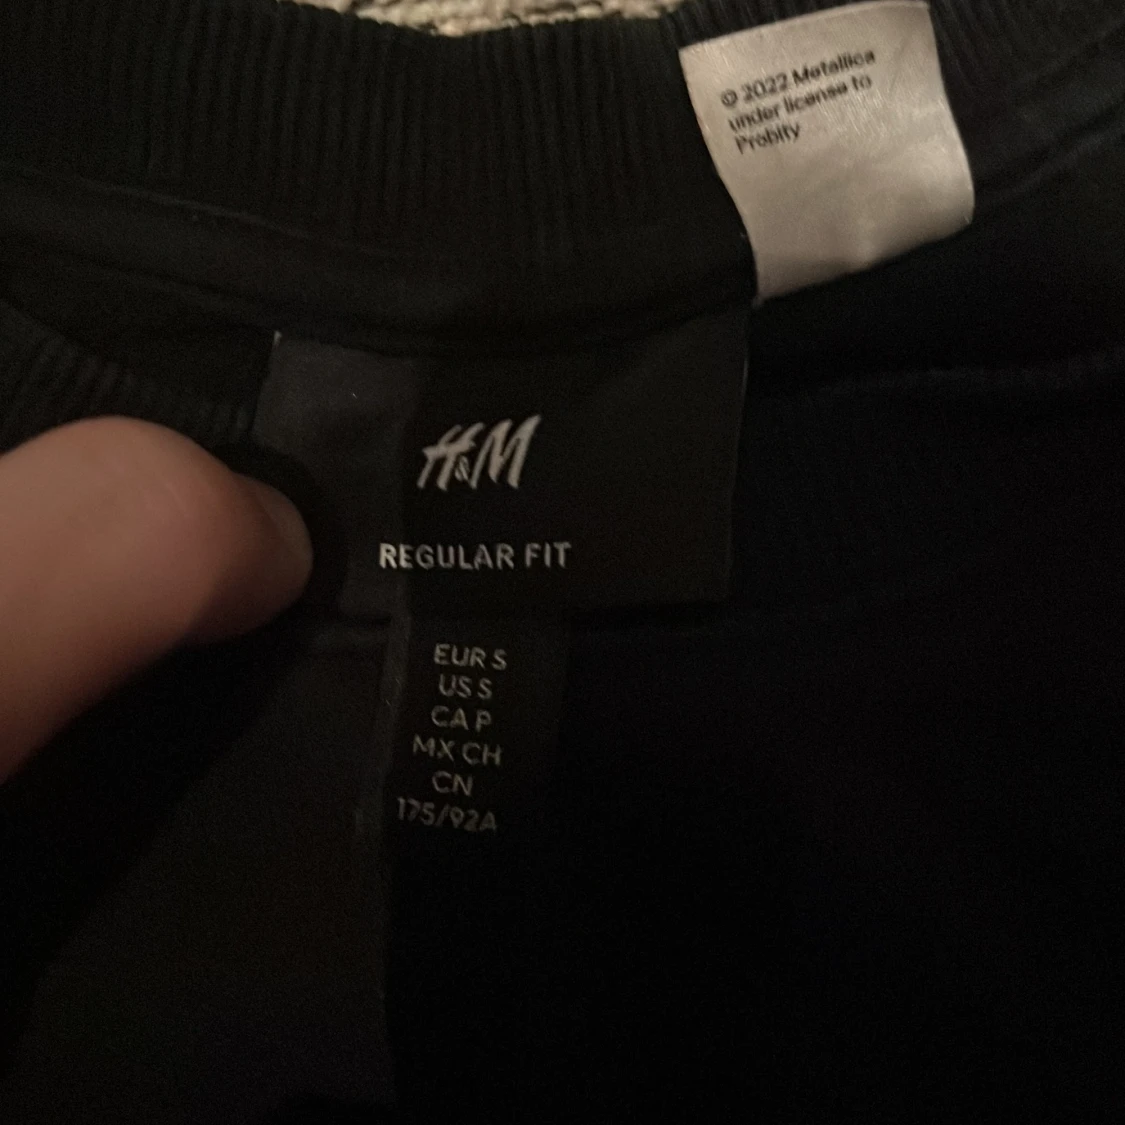 © 2022 Metallica
under license to
Probity
H&M
REGULAR FIT
EUR S
US S
CA P
MX CH
CN
175/92A